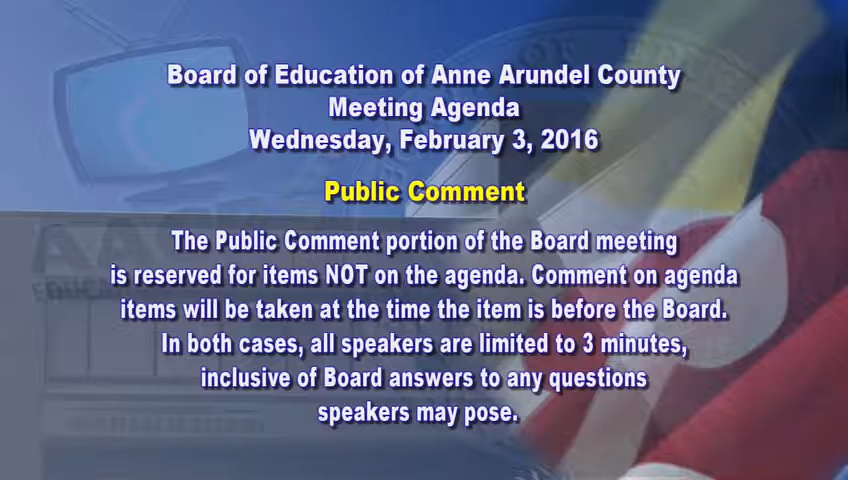 Board of Education of Anne Arundel County
Meeting Agenda
Wednesday, February 3, 2016
Public Comment
The Public Comment portion of the Board meeting
is reserved for items NOT on the agenda. Comment on agenda
items will be taken at the time the item is before the Board.
In both cases, all speakers are limited to 3 minutes,
inclusive of Board answers to any questions
speakers may pose.